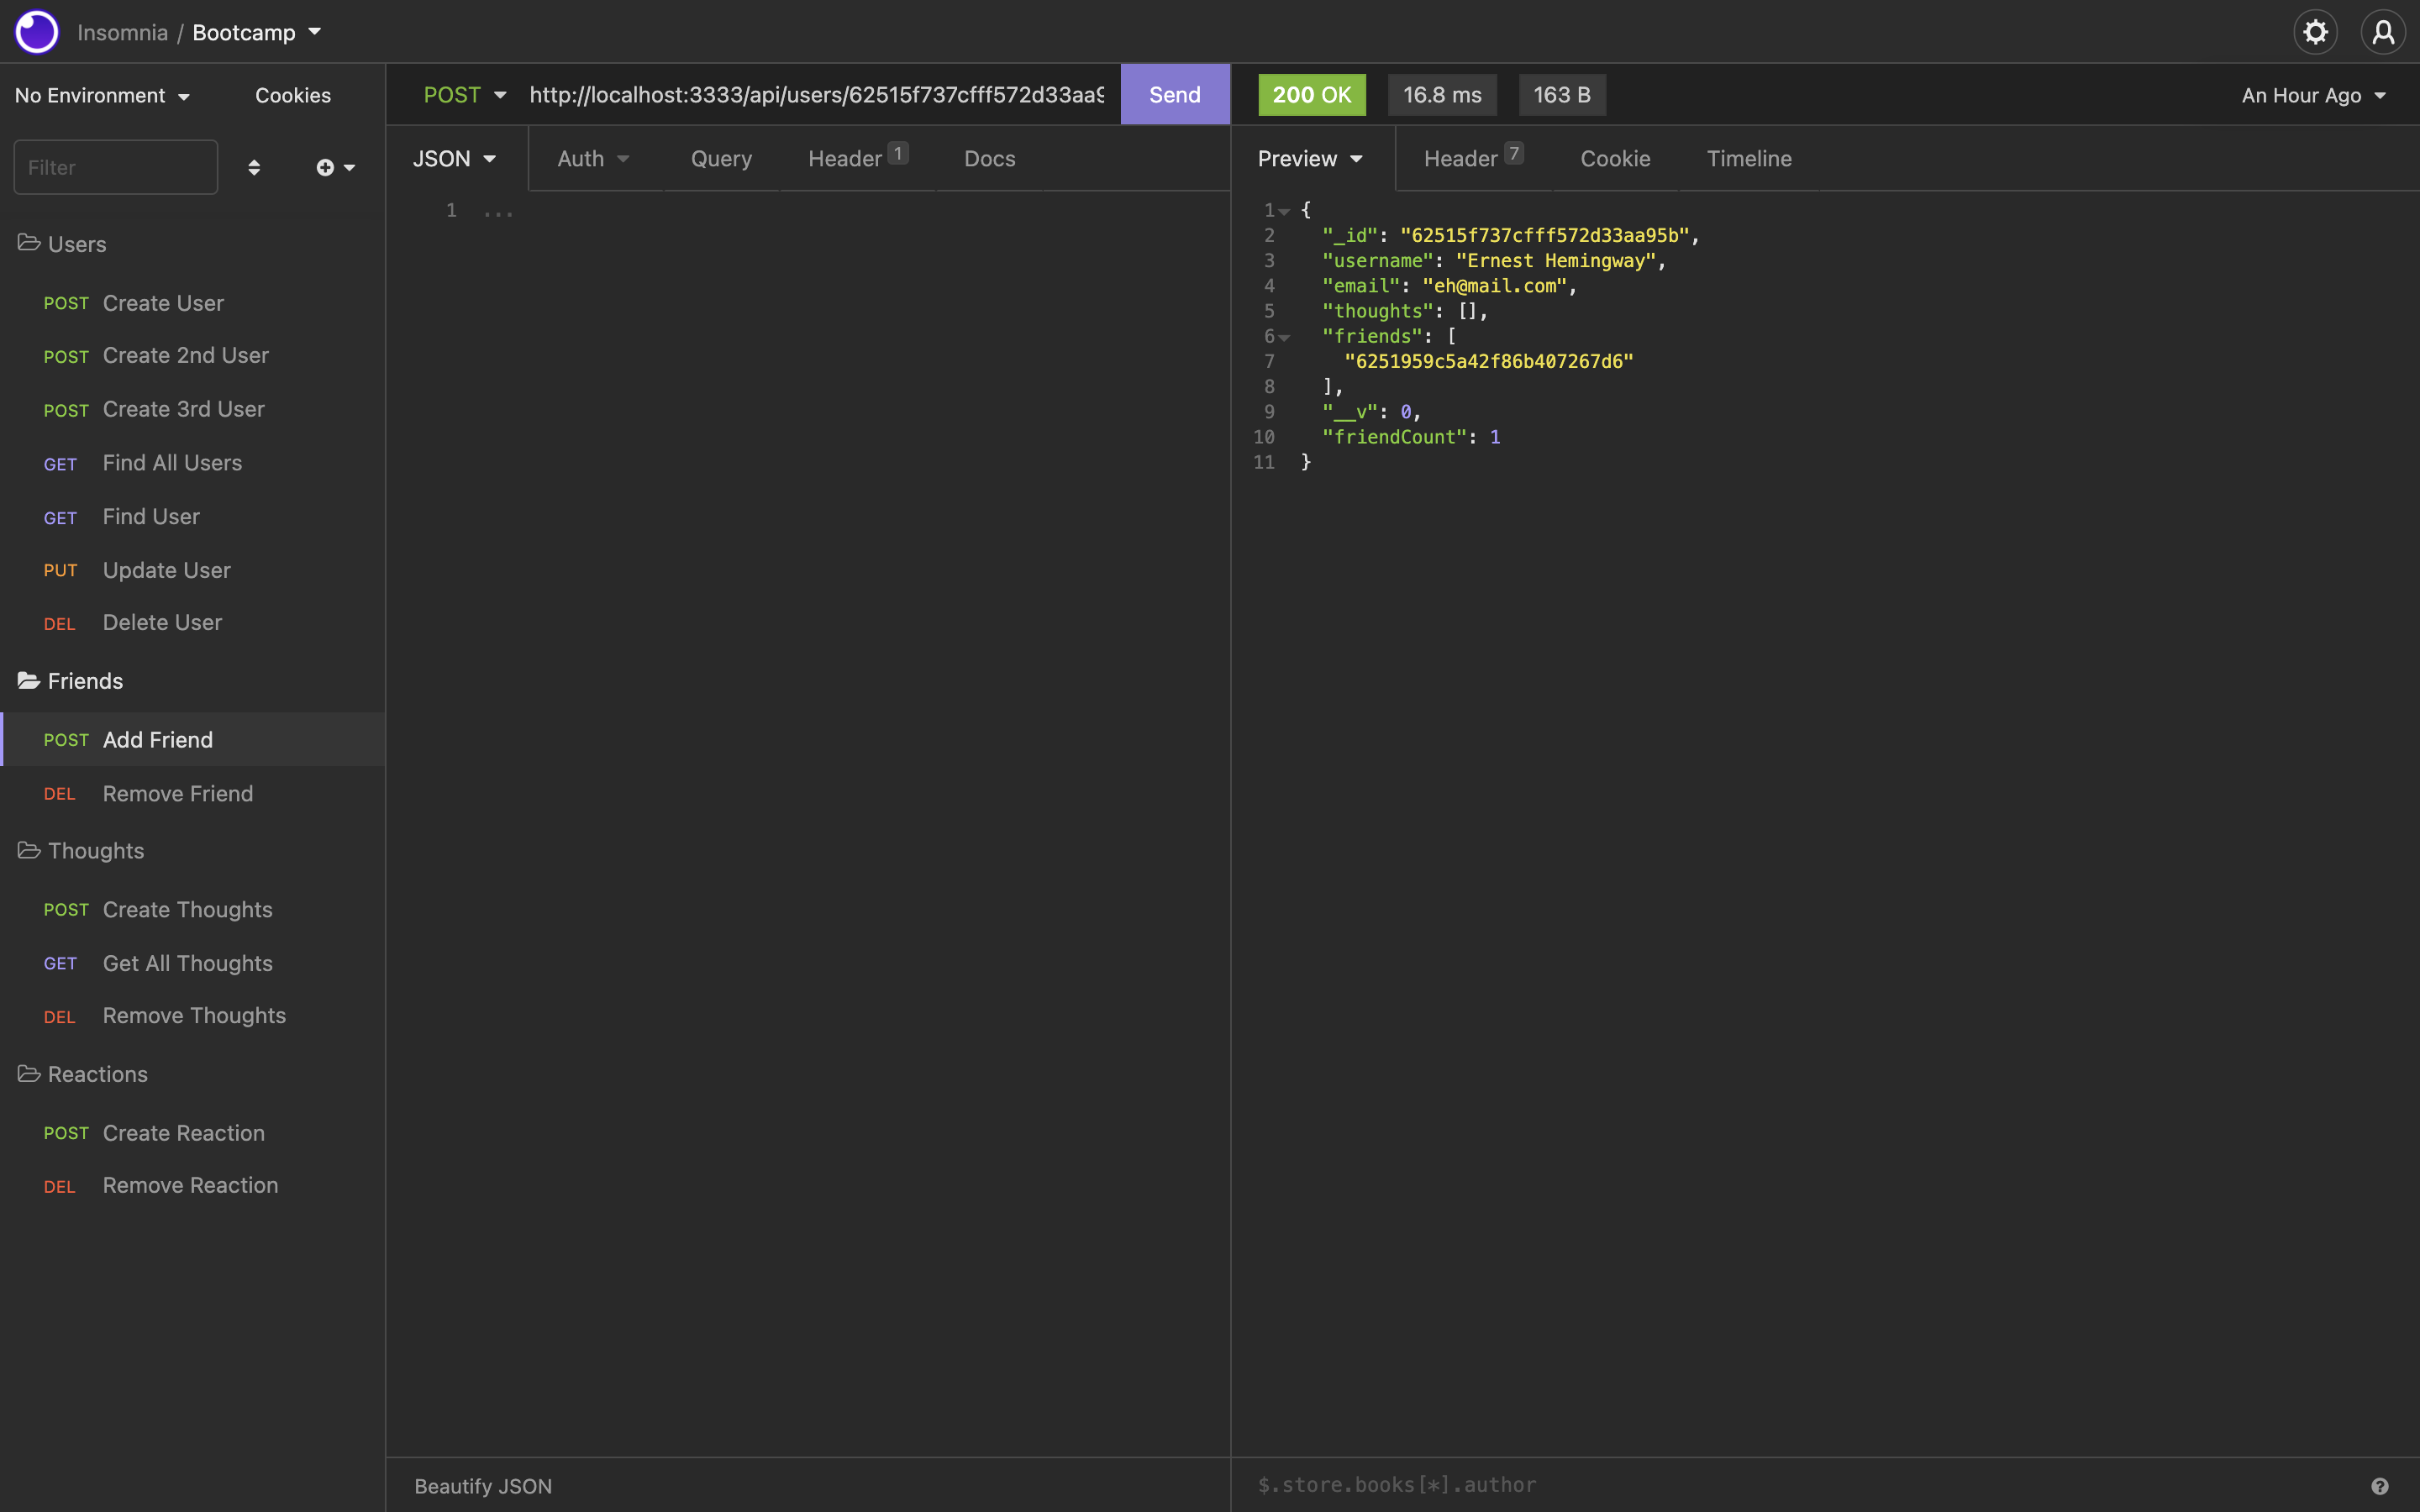 Insomnia / Bootcamp
No Environment Cookies
POST http://localhost:3333/api/users/62515f737cfff572d33aa9 Send
200 OK 16.8 ms 163 B An Hour Ago
Filter
JSON Auth Query Header 1 Docs
Preview Header 7 Cookie Timeline
Users
POST Create User
POST Create 2nd User
POST Create 3rd User
GET Find All Users
GET Find User
PUT Update User
DEL Delete User
Friends
POST Add Friend
DEL Remove Friend
Thoughts
POST Create Thoughts
GET Get All Thoughts
DEL Remove Thoughts
Reactions
POST Create Reaction
DEL Remove Reaction
1 ...
1 {
2 "_id": "62515f737cfff572d33aa95b",
3 "username": "Ernest Hemingway",
4 "email": "eh@mail.com",
5 "thoughts": [],
6 "friends": [
7 "6251959c5a42f86b407267d6"
8 ],
9 "__v": 0,
10 "friendCount": 1
11 }
Beautify JSON
$.store.books[*].author
?